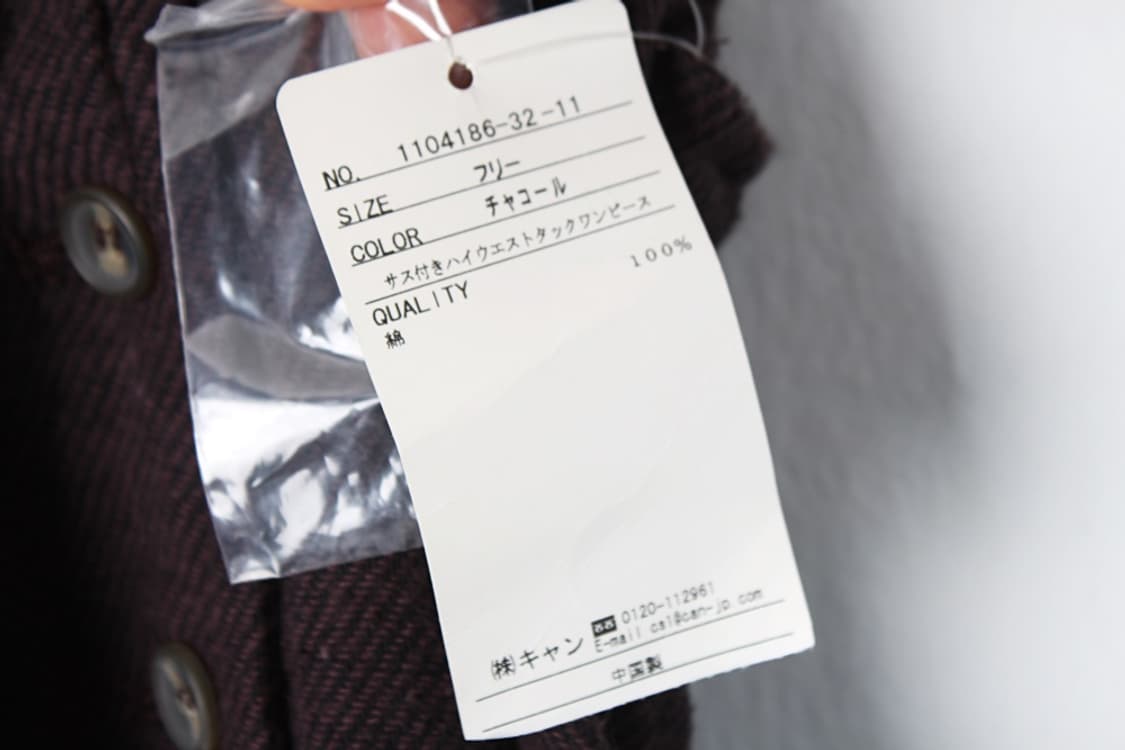 NO. 1104186-32-11
SIZE フリー
COLOR チャコール
サス付きハイウエストタックワンピース
QUALITY
綿 100%
㈱キャン 0120-112961
E-mail cs1@can-jp.com
中国製